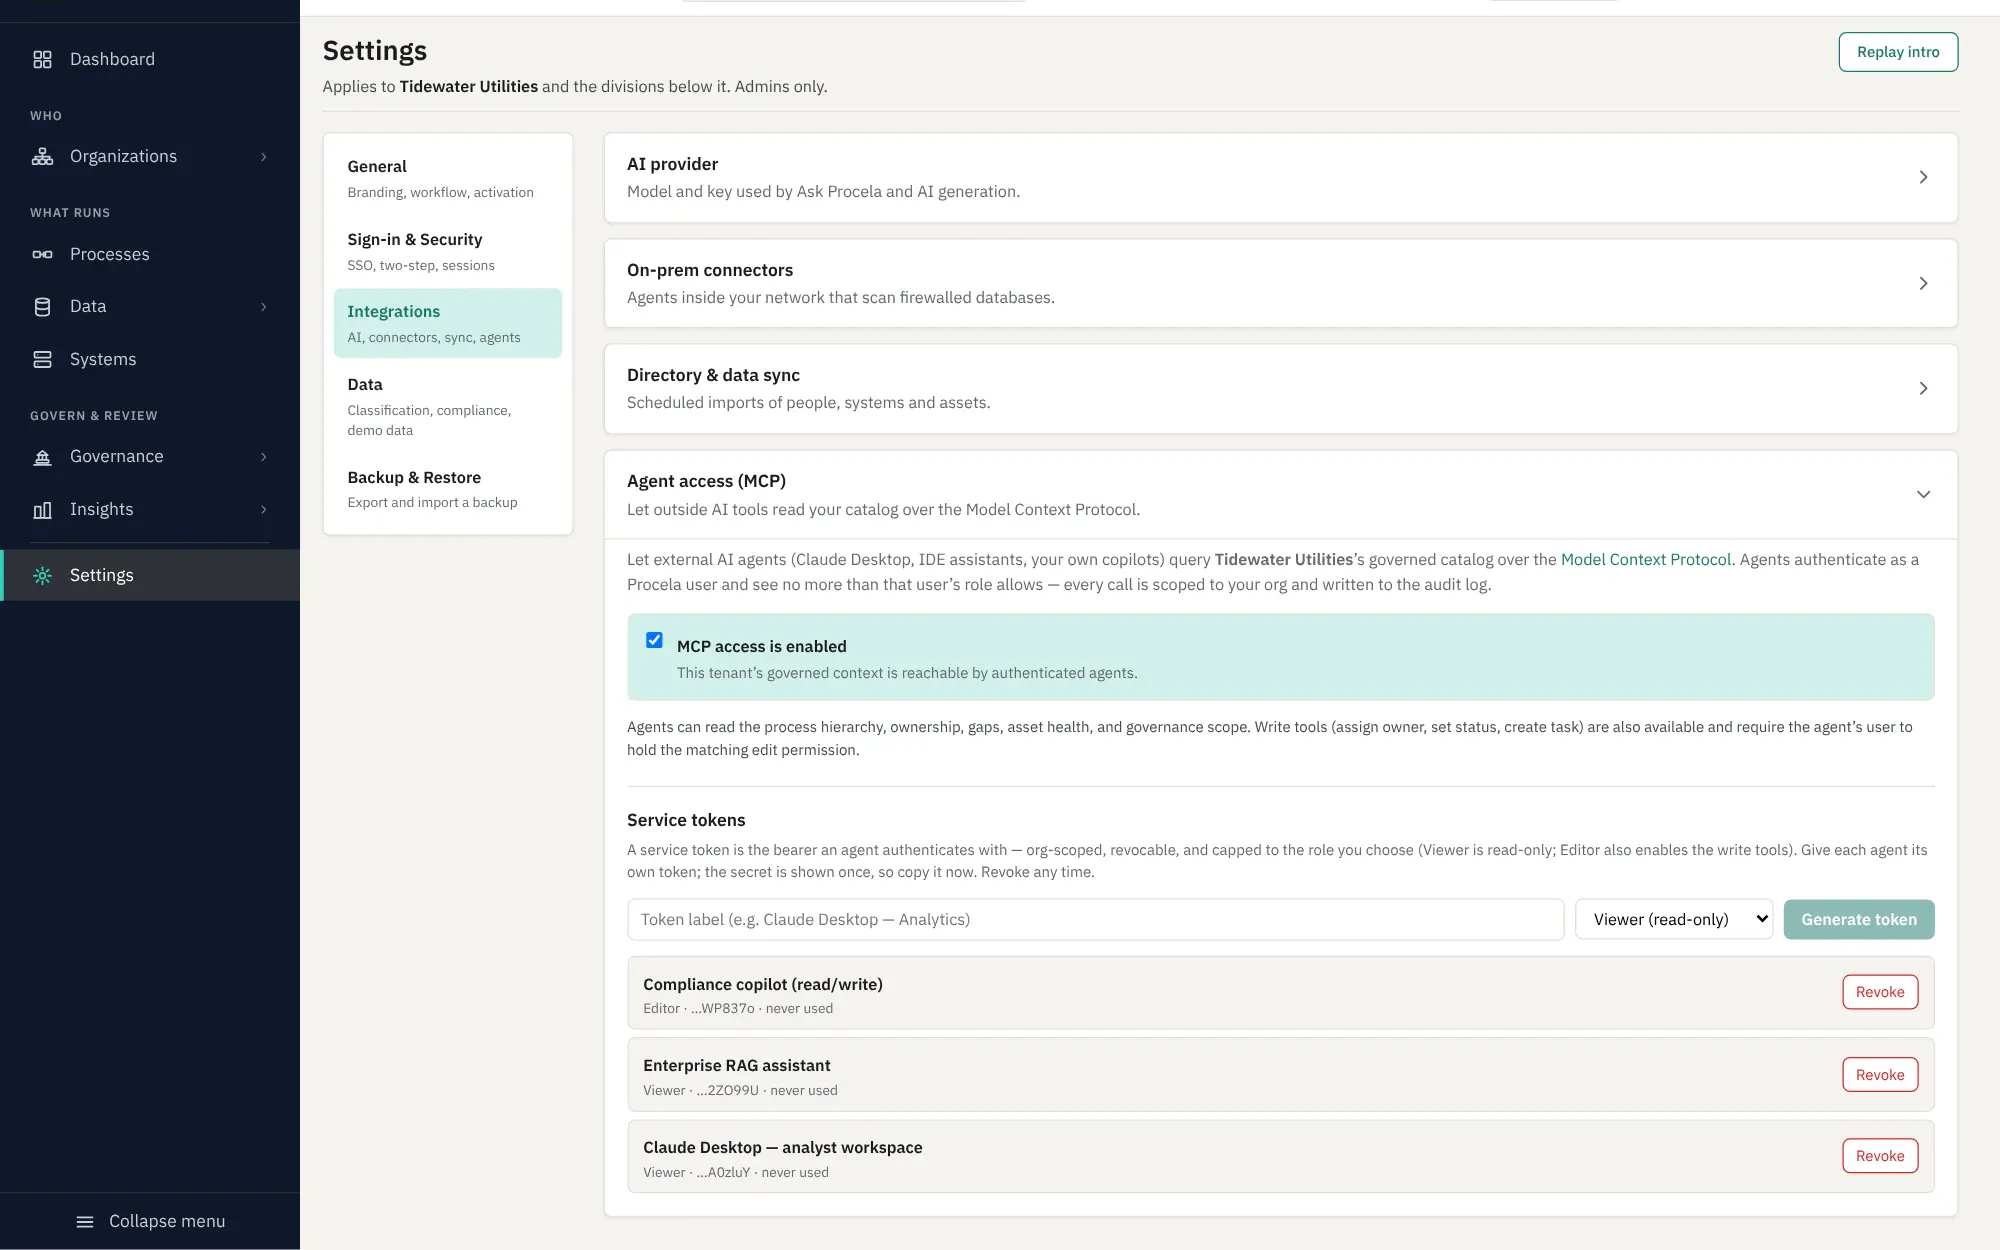 Dashboard
WHO
Organizations
WHAT RUNS
Processes
Data
Systems
GOVERN & REVIEW
Governance
Insights
Settings
Collapse menu
Settings
Applies to Tidewater Utilities and the divisions below it. Admins only.
Replay intro
General
Branding, workflow, activation
Sign-in & Security
SSO, two-step, sessions
Integrations
AI, connectors, sync, agents
Data
Classification, compliance,
demo data
Backup & Restore
Export and import a backup
AI provider
Model and key used by Ask Procela and AI generation.
On-prem connectors
Agents inside your network that scan firewalled databases.
Directory & data sync
Scheduled imports of people, systems and assets.
Agent access (MCP)
Let outside AI tools read your catalog over the Model Context Protocol.
Let external AI agents (Claude Desktop, IDE assistants, your own copilots) query Tidewater Utilities’s governed catalog over the Model Context Protocol. Agents authenticate as a
Procela user and see no more than that user’s role allows — every call is scoped to your org and written to the audit log.
MCP access is enabled
This tenant’s governed context is reachable by authenticated agents.
Agents can read the process hierarchy, ownership, gaps, asset health, and governance scope. Write tools (assign owner, set status, create task) are also available and require the agent’s user to
hold the matching edit permission.
Service tokens
A service token is the bearer an agent authenticates with — org-scoped, revocable, and capped to the role you choose (Viewer is read-only; Editor also enables the write tools). Give each agent its
own token; the secret is shown once, so copy it now. Revoke any time.
Token label (e.g. Claude Desktop — Analytics)
Viewer (read-only)
Generate token
Compliance copilot (read/write)
Editor · …WP837o · never used
Revoke
Enterprise RAG assistant
Viewer · …2ZO99U · never used
Revoke
Claude Desktop — analyst workspace
Viewer · …A0zluY · never used
Revoke